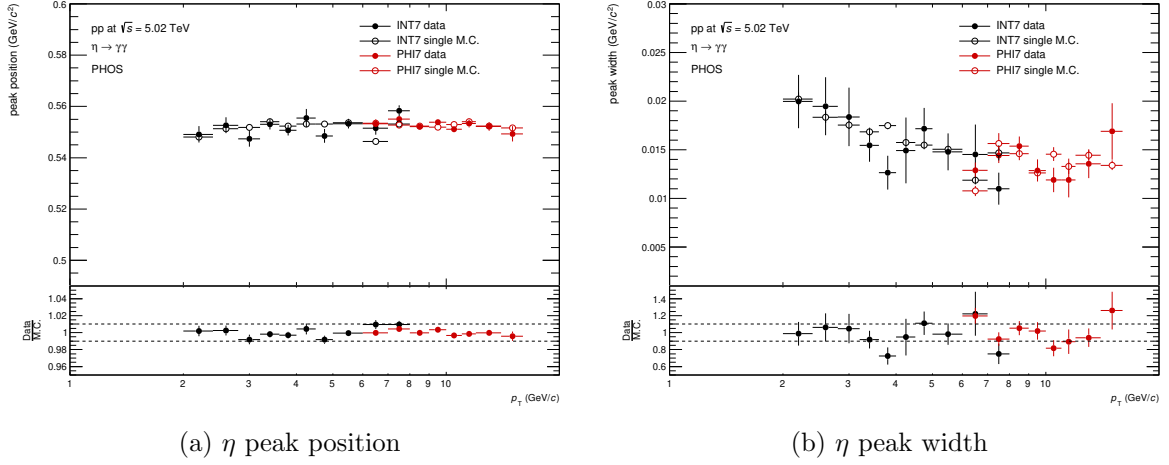 peak position (GeV/c²)
0.6
0.58
0.56
0.54
0.52
0.5
pp at √s = 5.02 TeV
η → γγ
PHOS
INT7 data
INT7 single M.C.
PHI7 data
PHI7 single M.C.
Data
M.C.
1.04
1.02
1
0.98
0.96
1 2 3 4 5 6 7 8 9 10
p_T (GeV/c)
(a) η peak position
peak width (GeV/c²)
0.03
0.025
0.02
0.015
0.01
0.005
pp at √s = 5.02 TeV
η → γγ
PHOS
INT7 data
INT7 single M.C.
PHI7 data
PHI7 single M.C.
Data
M.C.
1.4
1.2
1.0
0.8
0.6
1 2 3 4 5 6 7 8 9 10
p_T (GeV/c)
(b) η peak width